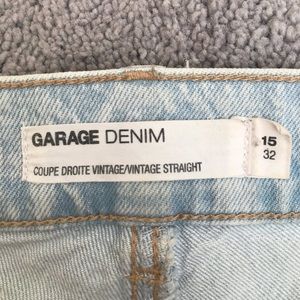 GARAGE DENIM
COUPE DROITE VINTAGE/VINTAGE STRAIGHT
15
32